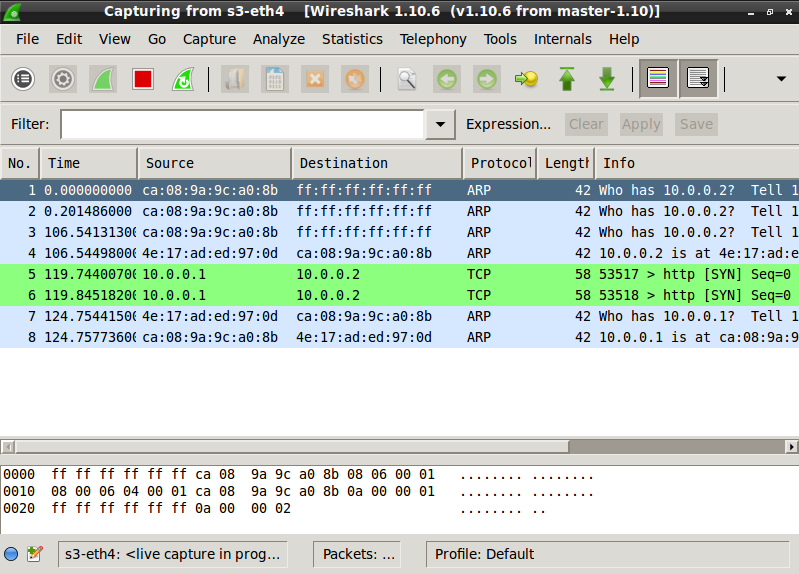 Capturing from s3-eth4 [Wireshark 1.10.6 (v1.10.6 from master-1.10)]
File Edit View Go Capture Analyze Statistics Telephony Tools Internals Help
Filter: Expression... Clear Apply Save
No. Time Source Destination Protocol Length Info
1 0.000000000 ca:08:9a:9c:a0:8b ff:ff:ff:ff:ff:ff ARP 42 Who has 10.0.0.2? Tell 1
2 0.201486000 ca:08:9a:9c:a0:8b ff:ff:ff:ff:ff:ff ARP 42 Who has 10.0.0.2? Tell 1
3 106.54131300 ca:08:9a:9c:a0:8b ff:ff:ff:ff:ff:ff ARP 42 Who has 10.0.0.2? Tell 1
4 106.54498000 4e:17:ad:ed:97:0d ca:08:9a:9c:a0:8b ARP 42 10.0.0.2 is at 4e:17:ad:e
5 119.74400700 10.0.0.1 10.0.0.2 TCP 58 53517 > http [SYN] Seq=0
6 119.84518200 10.0.0.1 10.0.0.2 TCP 58 53518 > http [SYN] Seq=0
7 124.75441500 4e:17:ad:ed:97:0d ca:08:9a:9c:a0:8b ARP 42 Who has 10.0.0.1? Tell 1
8 124.75773600 ca:08:9a:9c:a0:8b 4e:17:ad:ed:97:0d ARP 42 10.0.0.1 is at ca:08:9a:9
0000 ff ff ff ff ff ff ca 08 9a 9c a0 8b 08 06 00 01 ........ ........
0010 08 00 06 04 00 01 ca 08 9a 9c a0 8b 0a 00 00 01 ........ ........
0020 ff ff ff ff ff ff 0a 00 00 02 ........ ..
s3-eth4: <live capture in prog... Packets: ... Profile: Default